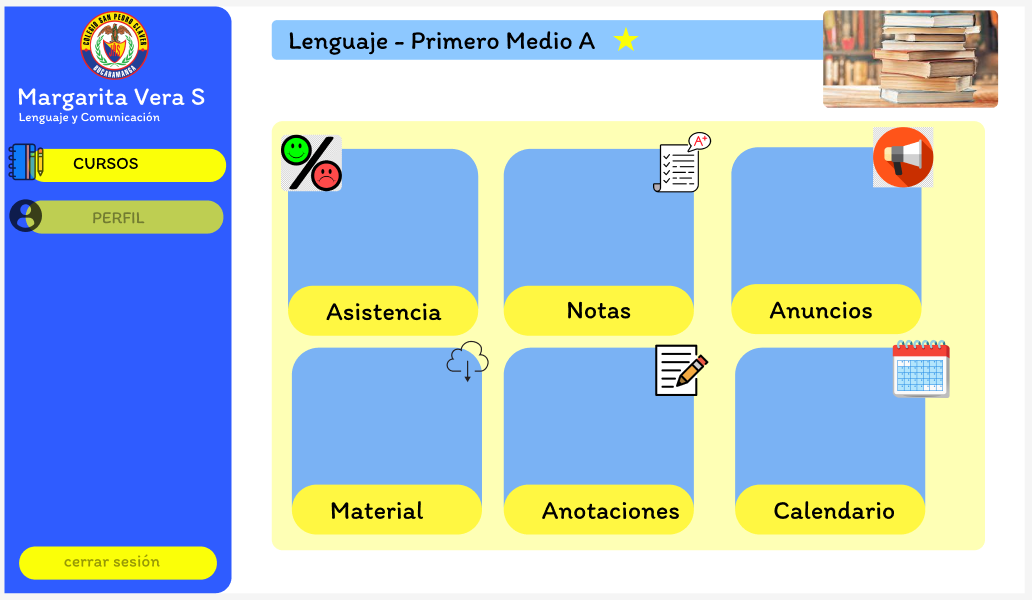 COLEGIO SAN PEDRO CLAVER
BUCARAMANGA
Margarita Vera S
Lenguaje y Comunicación
CURSOS
PERFIL
cerrar sesión
Lenguaje - Primero Medio A
A+
Asistencia
Notas
Anuncios
Material
Anotaciones
Calendario